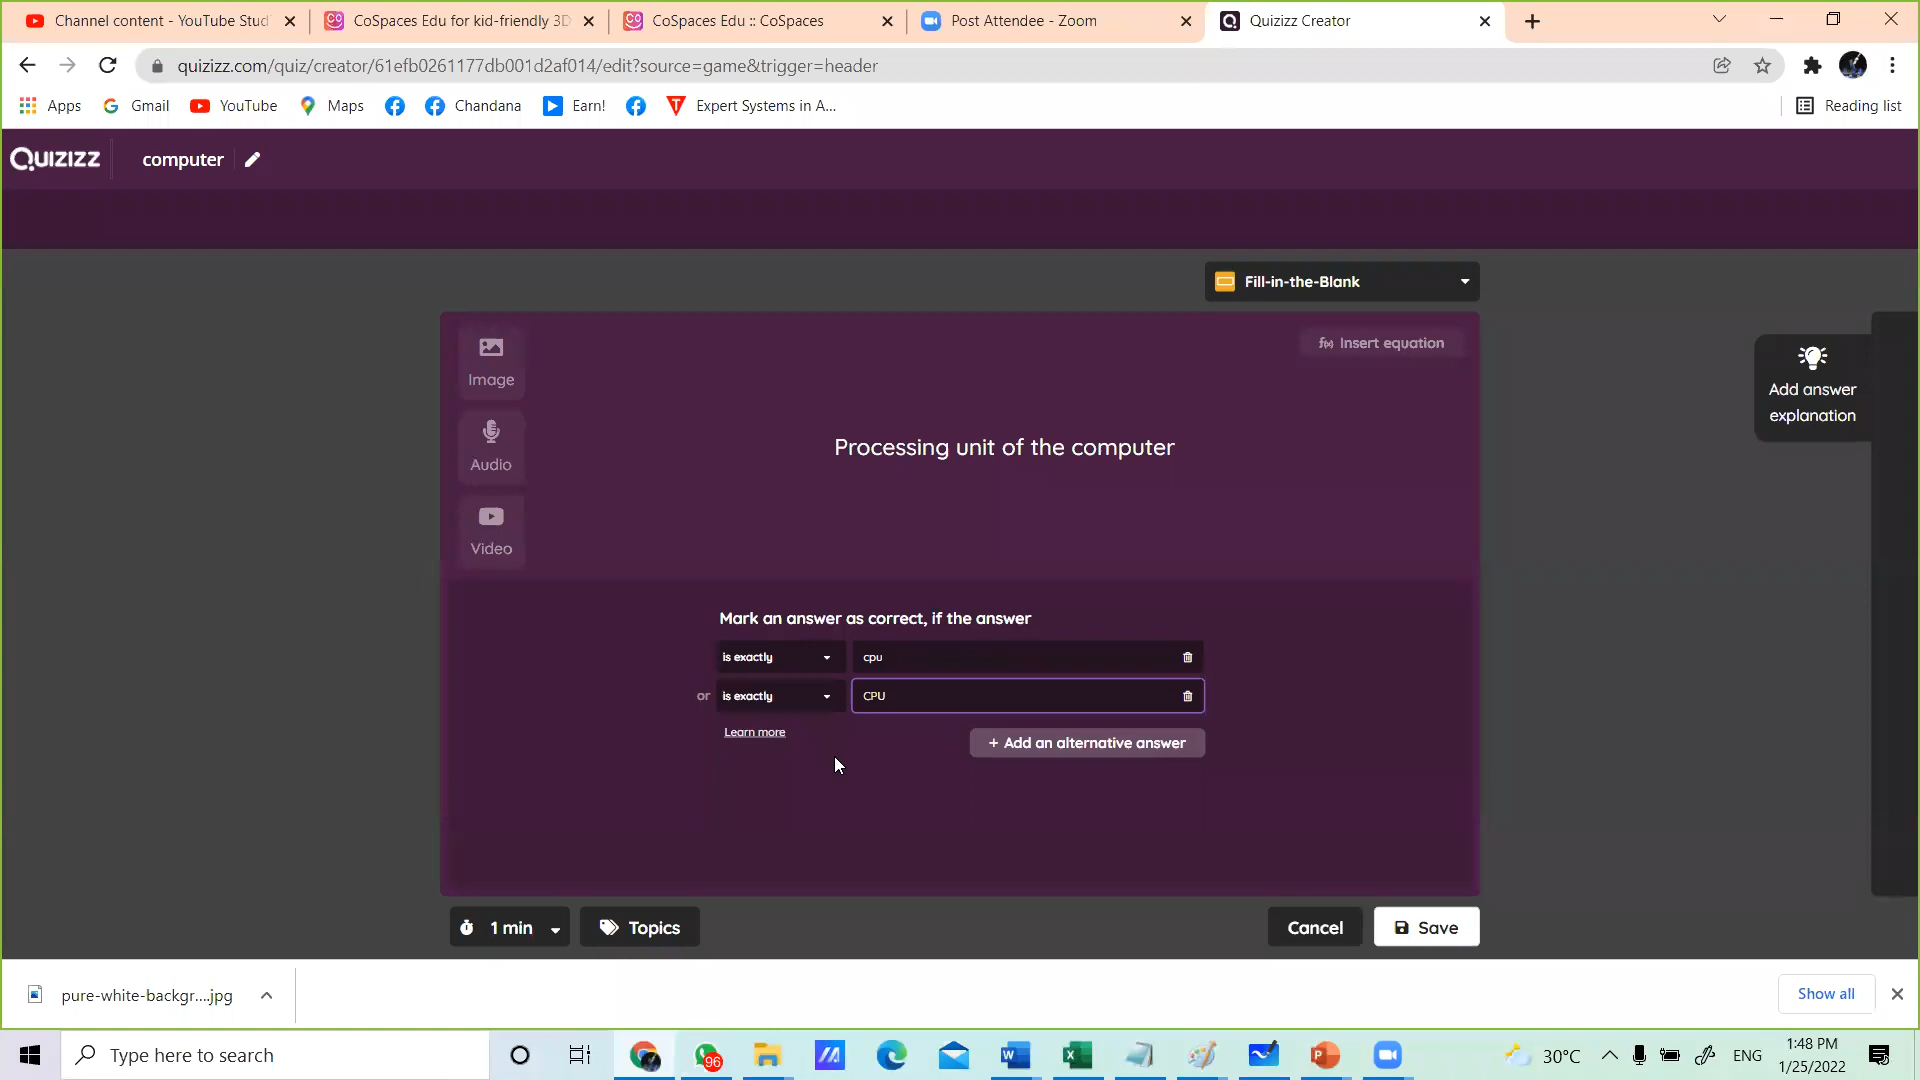 Channel content - YouTube Stud
CoSpaces Edu for kid-friendly 3D
CoSpaces Edu :: CoSpaces
Post Attendee - Zoom
Quizizz Creator
quizizz.com/quiz/creator/61efb0261177db001d2af014/edit?source=game&trigger=header
Apps
Gmail
YouTube
Maps
Chandana
Earn!
Expert Systems in A...
Reading list
Quizizz
computer
Fill-in-the-Blank
Image
Insert equation
Add answer
explanation
Audio
Processing unit of the computer
Video
Mark an answer as correct, if the answer
is exactly
cpu
or
is exactly
CPU
Learn more
+ Add an alternative answer
1 min
Topics
Cancel
Save
pure-white-backgr....jpg
Show all
Type here to search
96
30°C
ENG
1:48 PM
1/25/2022